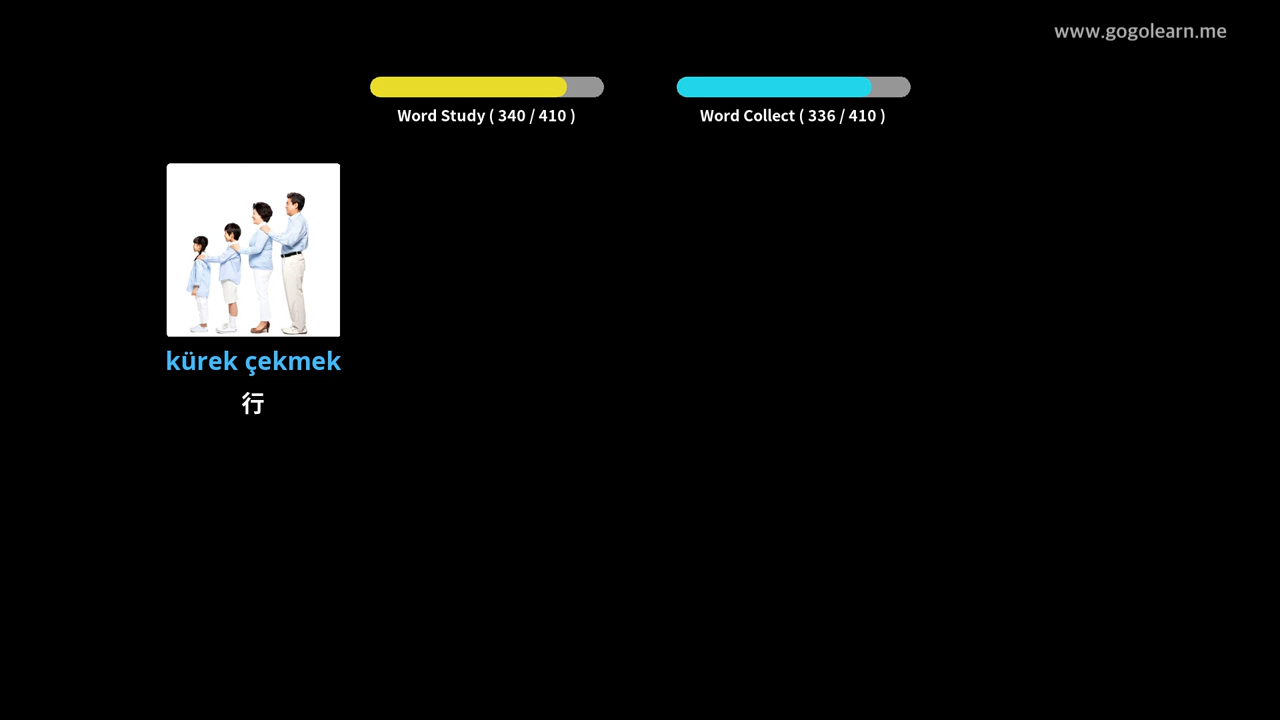 www.gogolearn.me
Word Study ( 340 / 410 )
Word Collect ( 336 / 410 )
kürek çekmek
行